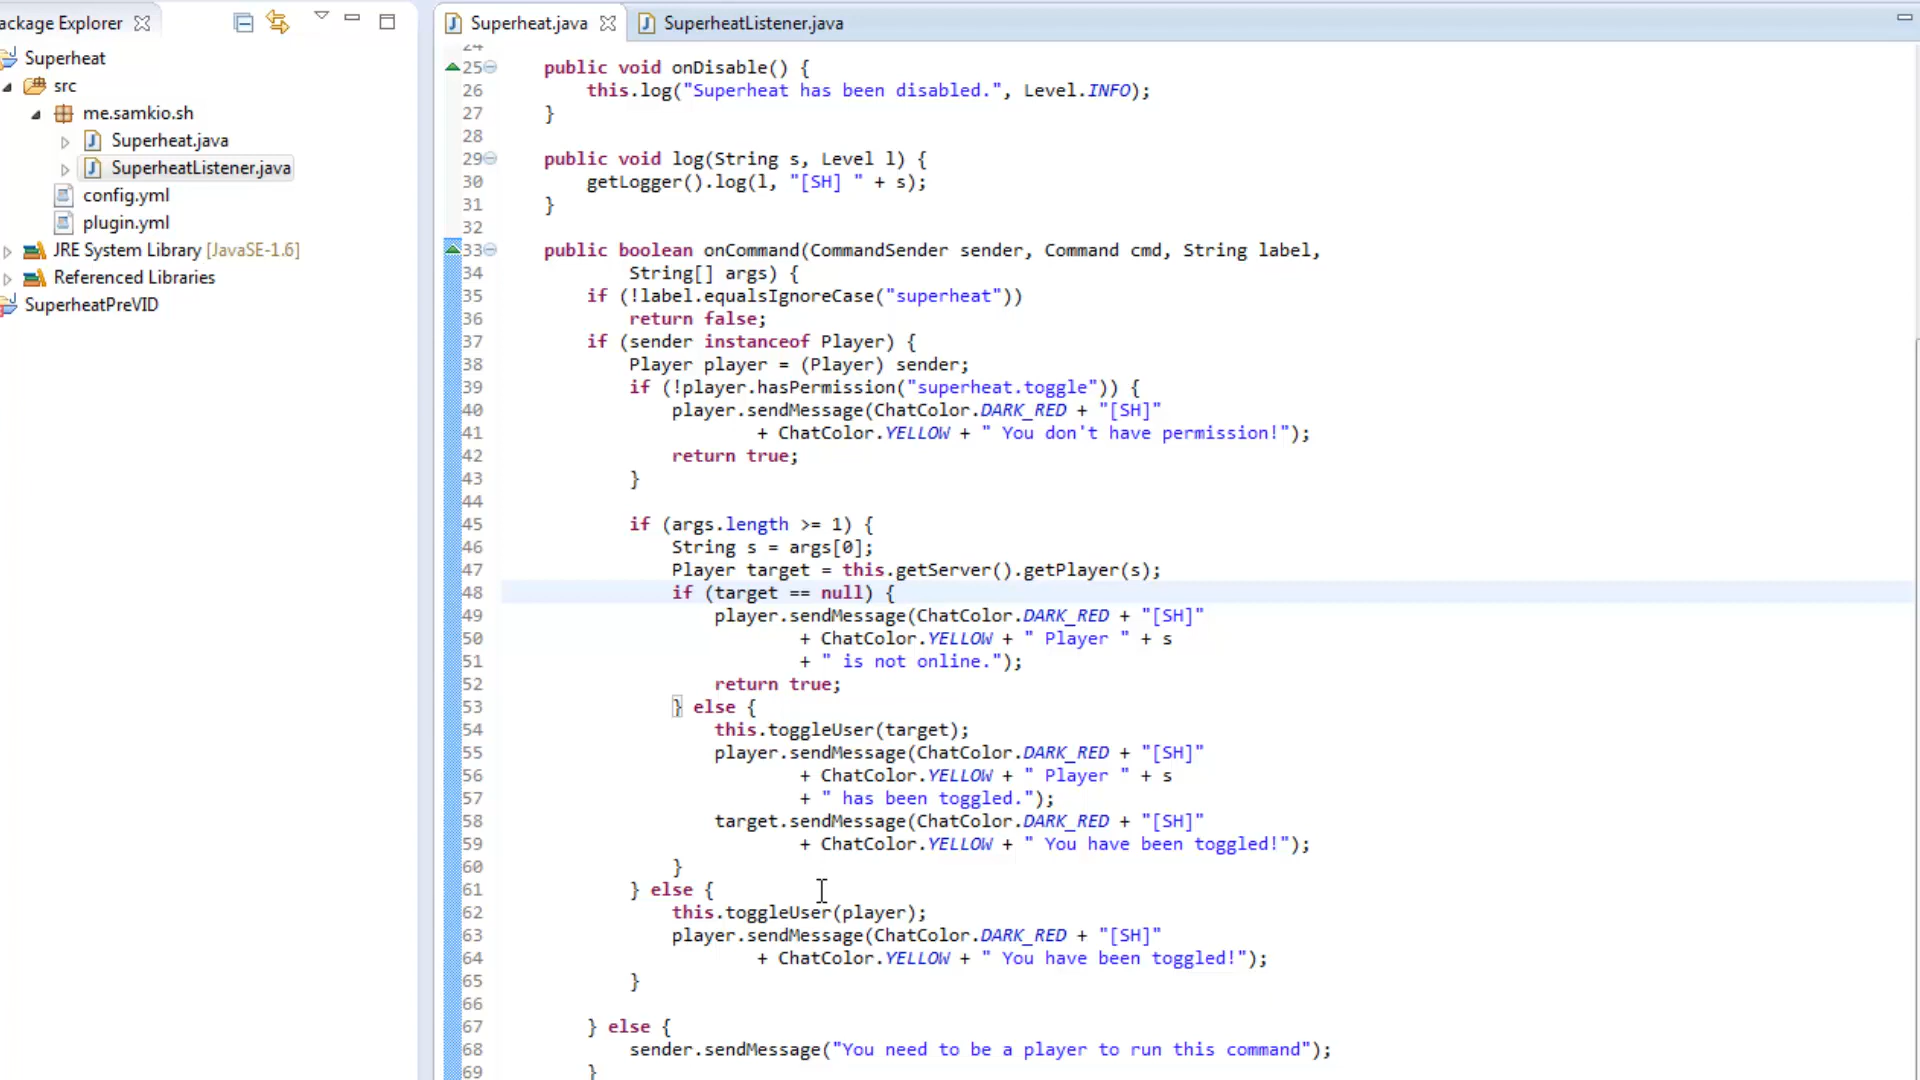 ackage Explorer
Superheat
src
me.samkio.sh
Superheat.java
SuperheatListener.java
config.yml
plugin.yml
JRE System Library [JavaSE-1.6]
Referenced Libraries
SuperheatPreVID
Superheat.java
SuperheatListener.java
24
25 public void onDisable() {
26 this.log("Superheat has been disabled.", Level.INFO);
27 }
28
29 public void log(String s, Level l) {
30 getLogger().log(l, "[SH] " + s);
31 }
32
33 public boolean onCommand(CommandSender sender, Command cmd, String label,
34 String[] args) {
35 if (!label.equalsIgnoreCase("superheat"))
36 return false;
37 if (sender instanceof Player) {
38 Player player = (Player) sender;
39 if (!player.hasPermission("superheat.toggle")) {
40 player.sendMessage(ChatColor.DARK_RED + "[SH]"
41 + ChatColor.YELLOW + " You don't have permission!");
42 return true;
43 }
44
45 if (args.length >= 1) {
46 String s = args[0];
47 Player target = this.getServer().getPlayer(s);
48 if (target == null) {
49 player.sendMessage(ChatColor.DARK_RED + "[SH]"
50 + ChatColor.YELLOW + " Player " + s
51 + " is not online.");
52 return true;
53 } else {
54 this.toggleUser(target);
55 player.sendMessage(ChatColor.DARK_RED + "[SH]"
56 + ChatColor.YELLOW + " Player " + s
57 + " has been toggled.");
58 target.sendMessage(ChatColor.DARK_RED + "[SH]"
59 + ChatColor.YELLOW + " You have been toggled!");
60 }
61 } else {
62 this.toggleUser(player);
63 player.sendMessage(ChatColor.DARK_RED + "[SH]"
64 + ChatColor.YELLOW + " You have been toggled!");
65 }
66
67 } else {
68 sender.sendMessage("You need to be a player to run this command");
69 }